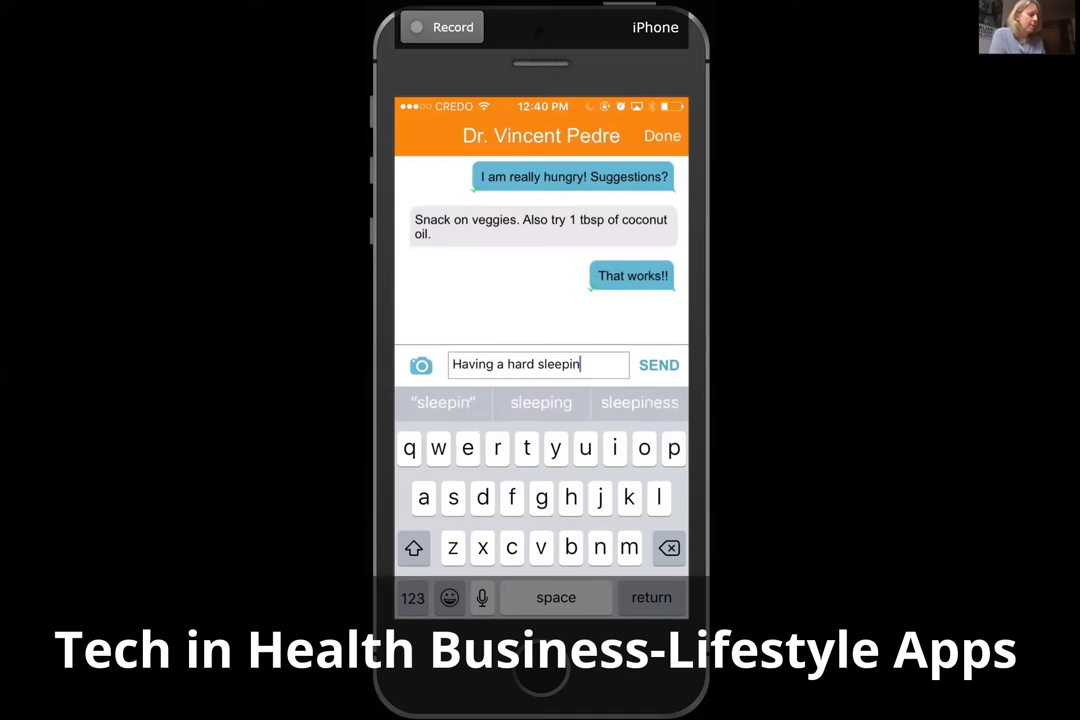 Record
iPhone
CREDO
12:40 PM
Dr. Vincent Pedre
Done
I am really hungry! Suggestions?
Snack on veggies. Also try 1 tbsp of coconut
oil.
That works!!
Having a hard sleepin
SEND
"sleepin" sleeping sleepiness
q w e r t y u i o p
a s d f g h j k l
z x c v b n m
123 space return
Tech in Health Business-Lifestyle Apps